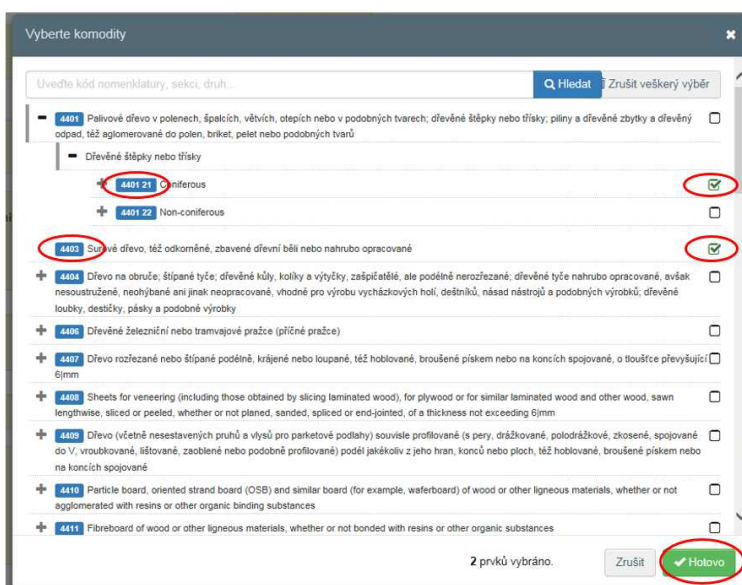 Vyberte komodity
×
Uveďte kód nomenklatury, sekci, druh...
Hledat
Zrušit veškerý výběr
4401 Palivové dřevo v polenech, špalcích, větvích, otepích nebo v podobných tvarech; dřevěné štěpky nebo třísky; piliny a dřevěné zbytky a dřevěný
odpad, též aglomerované do polen, briket, pelet nebo podobných tvarů
Dřevěné štěpky nebo třísky
4401 21 Coniferous
4401 22 Non-coniferous
4403 Surové dřevo, též odkorněné, zbavené dřevní běli nebo nahrubo opracované
4404 Dřevo na obruče; štípané tyče; dřevěné kůly, kolíky a výtyčky, zašpičatělé, ale podélně nerozřezané; dřevěné tyče nahrubo opracované, avšak
nesoustružené, neohýbané ani jinak neopracované, vhodné pro výrobu vycházkových holí, deštníků, násad nástrojů a podobných výrobků; dřevěné
loubky, destičky, pásky a podobné výrobky
4406 Dřevěné železniční nebo tramvajové pražce (příčné pražce)
4407 Dřevo rozřezané nebo štípané podélně, krájené nebo loupané, též hoblované, broušené pískem nebo na koncích spojované, o tloušťce převyšující
6|mm
4408 Sheets for veneering (including those obtained by slicing laminated wood), for plywood or for similar laminated wood and other wood, sawn
lengthwise, sliced or peeled, whether or not planed, sanded, spliced or end-jointed, of a thickness not exceeding 6|mm
4409 Dřevo (včetně nesestavených pruhů a vlysů pro parketové podlahy) souvisle profilované (s pery, drážkované, polodrážkové, zkosené, spojované
do V, vroubkované, lištované, zaoblené nebo podobně profilované) podél jakékoliv z jeho hran, konců nebo ploch, též hoblované, broušené pískem nebo
na koncích spojované
4410 Particle board, oriented strand board (OSB) and similar board (for example, waferboard) of wood or other ligneous materials, whether or not
agglomerated with resins or other organic binding substances
4411 Fibreboard of wood or other ligneous materials, whether or not bonded with resins or other organic substances
2 prvků vybráno.
Zrušit
Hotovo